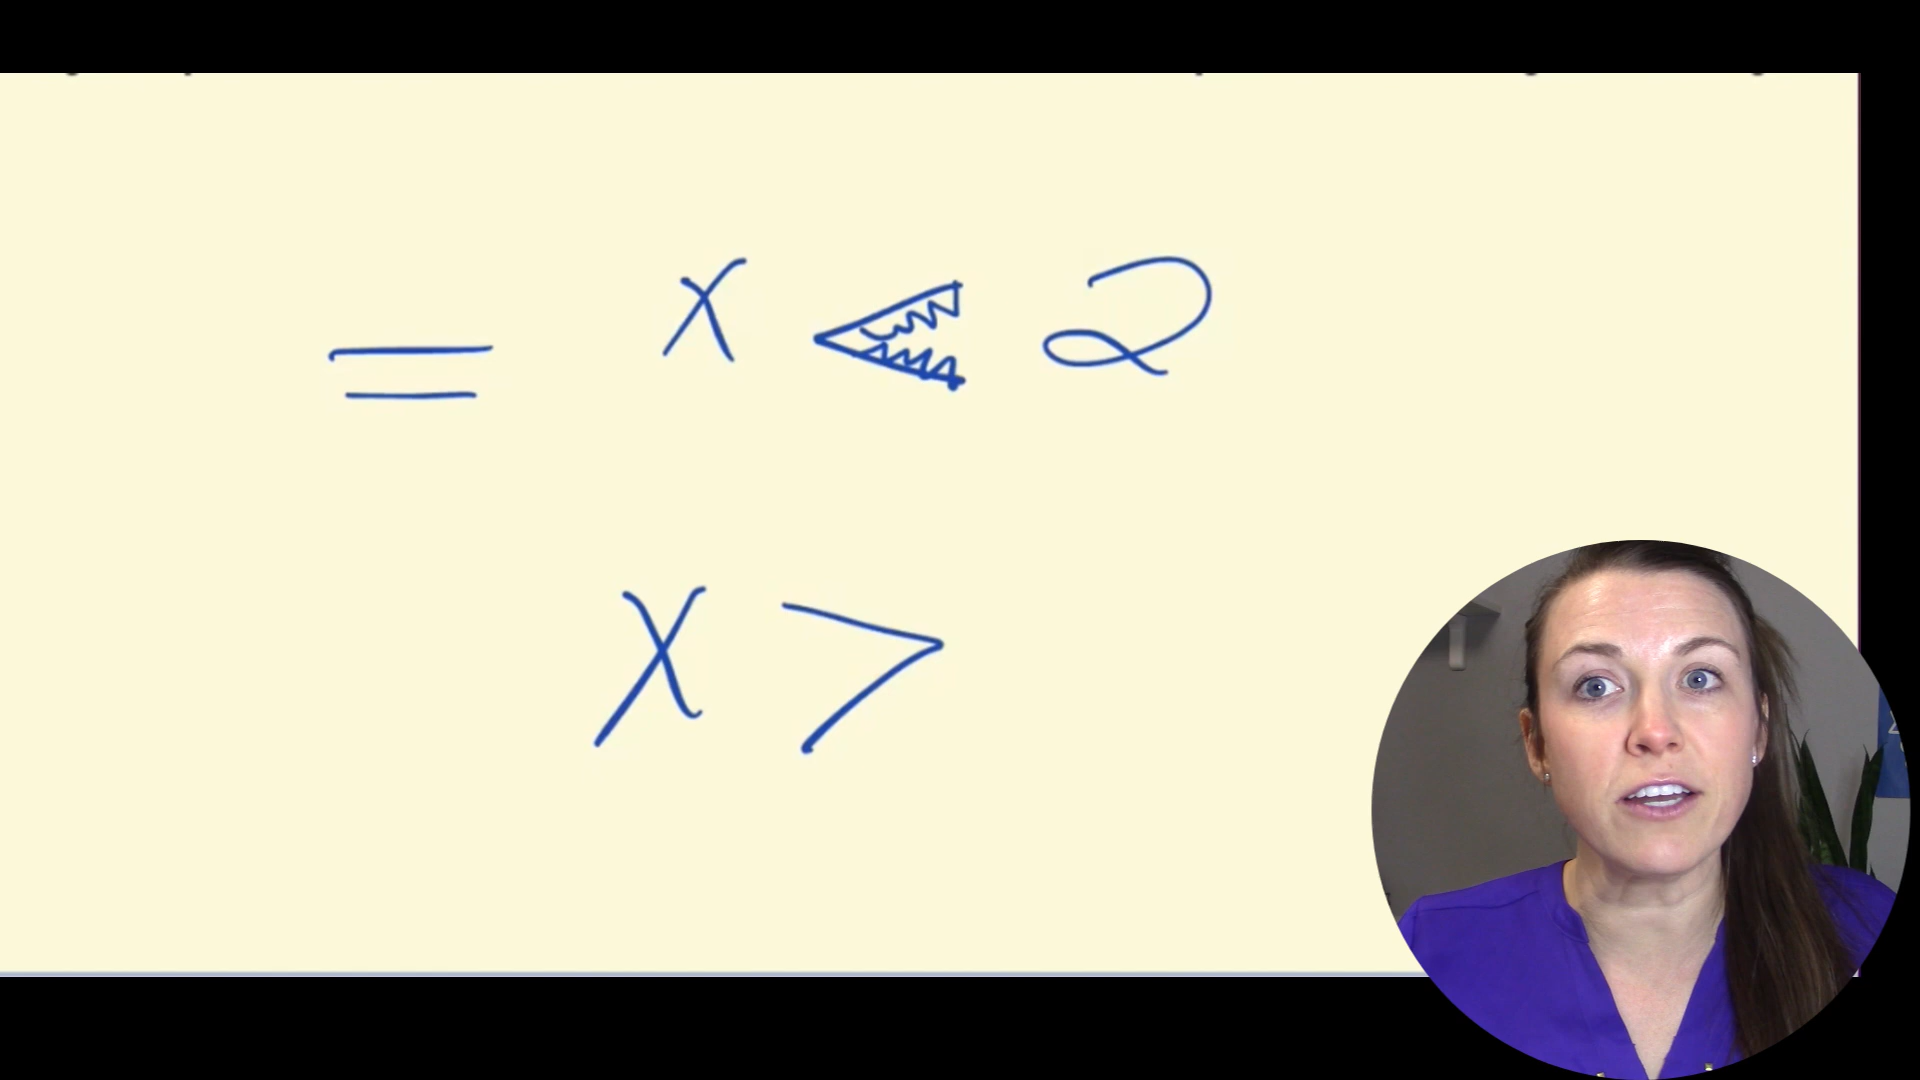 = x < 2
x >